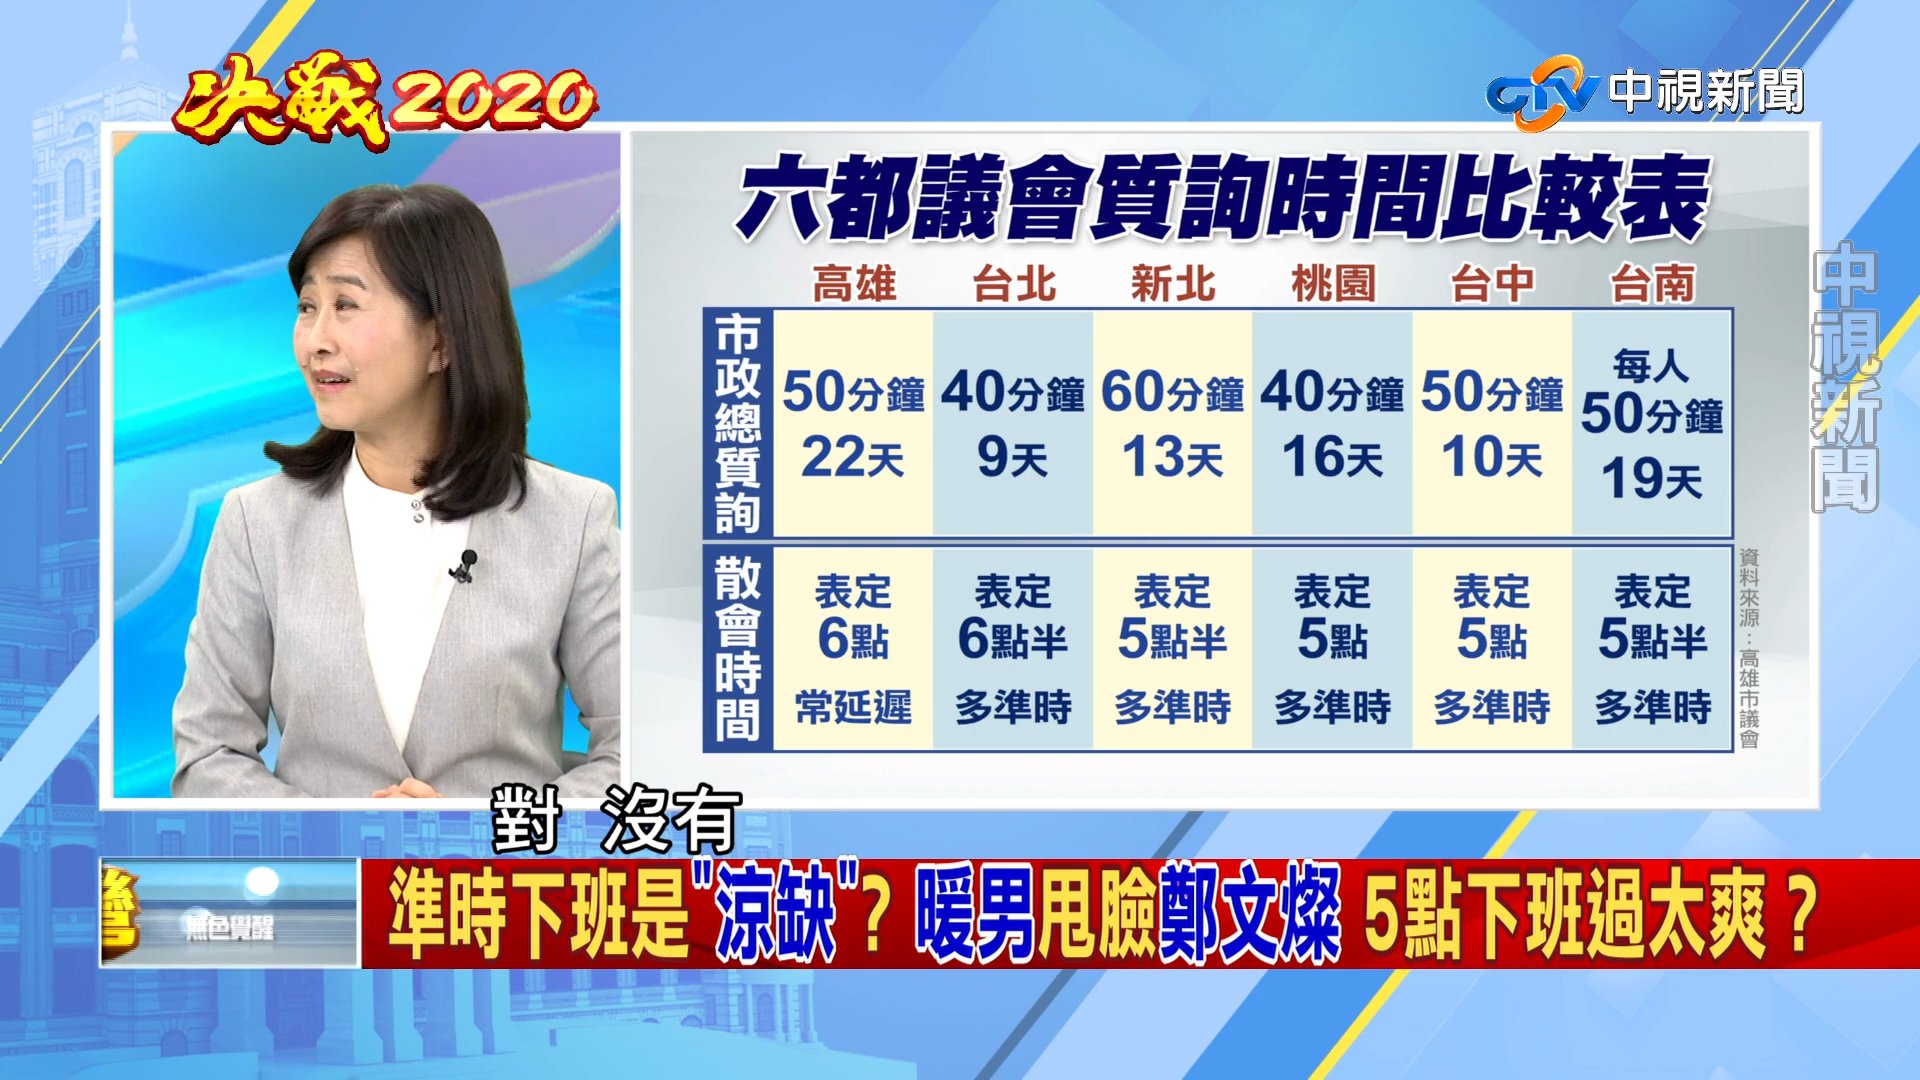 決戰2020
CTV中視新聞
六都議會質詢時間比較表
高雄 台北 新北 桃園 台中 台南
市政總質詢
50分鐘 22天
40分鐘 9天
60分鐘 13天
40分鐘 16天
50分鐘 10天
每人 50分鐘 19天
散會時間
表定 6點 常延遲
表定 6點半 多準時
表定 5點半 多準時
表定 5點 多準時
表定 5點 多準時
表定 5點半 多準時
資料來源：高雄市議會
中視新聞
對 沒有
無色覺醒
準時下班是"涼缺"？暖男甩臉鄭文燦 5點下班過太爽？